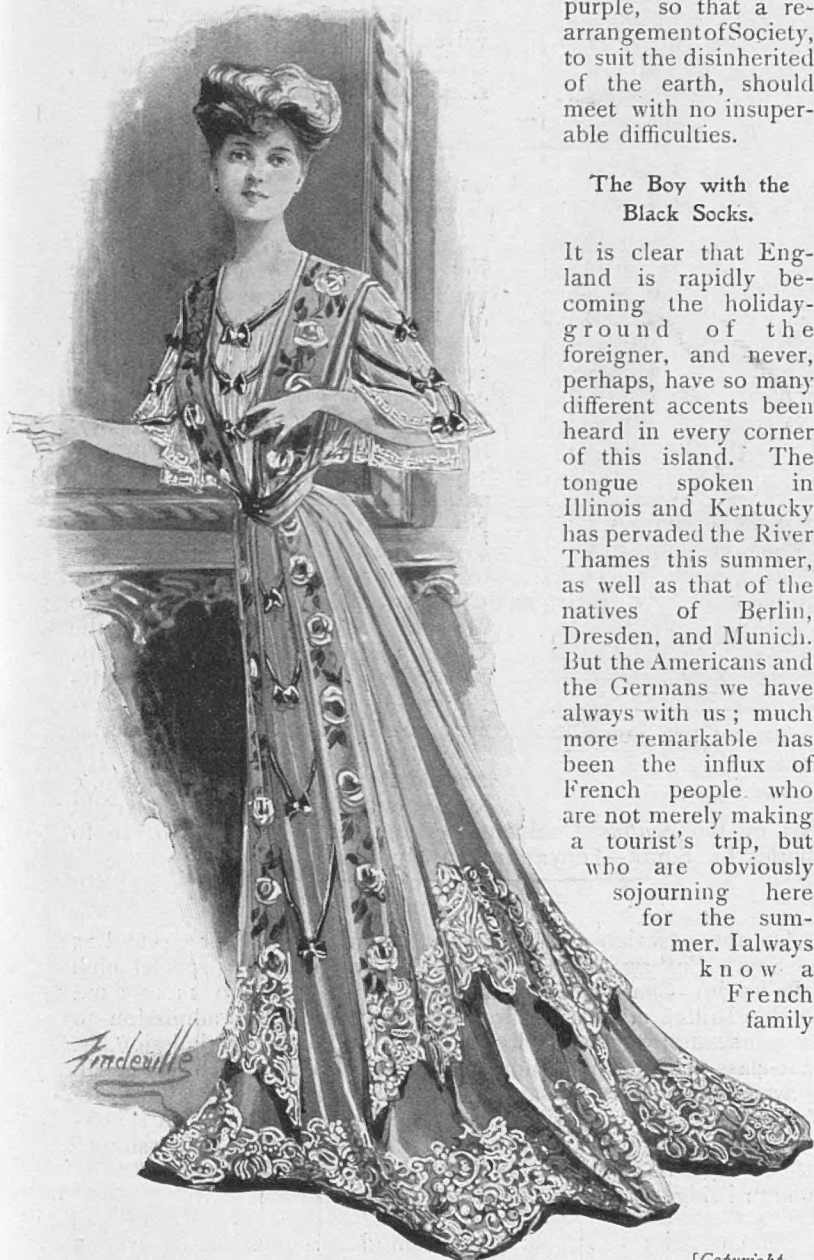 purple, so that a re-
arrangement of Society,
to suit the disinherited
of the earth, should
meet with no insuper-
able difficulties.
The Boy with the
Black Socks.
It is clear that Eng-
land is rapidly be-
coming the holiday-
ground of the
foreigner, and never,
perhaps, have so many
different accents been
heard in every corner
of this island. The
tongue spoken in
Illinois and Kentucky
has pervaded the River
Thames this summer,
as well as that of the
natives of Berlin,
Dresden, and Munich.
But the Americans and
the Germans we have
always with us; much
more remarkable has
been the influx of
French people who
are not merely making
a tourist's trip, but
who are obviously
sojourning here
for the sum-
mer. I always
know a
French
family
[Copyright